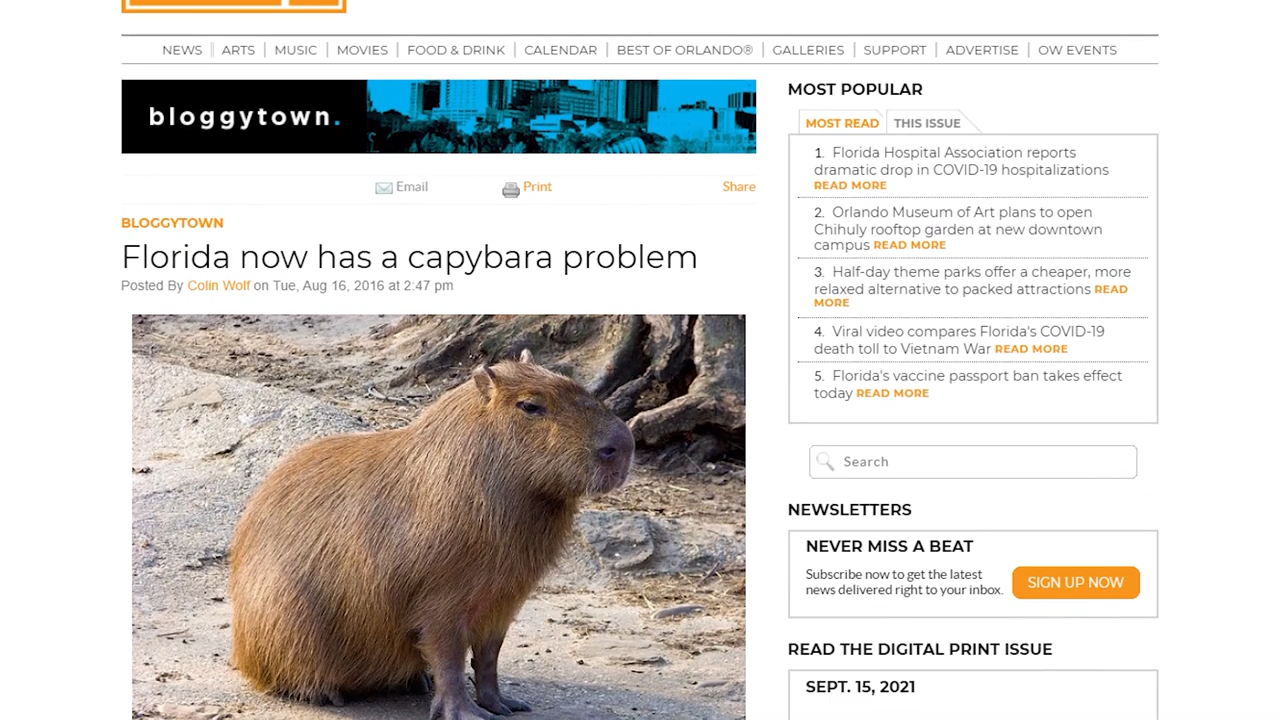 NEWS
ARTS
MUSIC
MOVIES
FOOD & DRINK
CALENDAR
BEST OF ORLANDO®
GALLERIES
SUPPORT
ADVERTISE
OW EVENTS
bloggytown.
Email
Print
Share
BLOGGYTOWN
Florida now has a capybara problem
Posted By Colin Wolf on Tue, Aug 16, 2016 at 2:47 pm
MOST POPULAR
MOST READ
THIS ISSUE
1. Florida Hospital Association reports
dramatic drop in COVID-19 hospitalizations
READ MORE
2. Orlando Museum of Art plans to open
Chihuly rooftop garden at new downtown
campus READ MORE
3. Half-day theme parks offer a cheaper, more
relaxed alternative to packed attractions READ
MORE
4. Viral video compares Florida's COVID-19
death toll to Vietnam War READ MORE
5. Florida's vaccine passport ban takes effect
today READ MORE
Search
NEWSLETTERS
NEVER MISS A BEAT
Subscribe now to get the latest
news delivered right to your inbox.
SIGN UP NOW
READ THE DIGITAL PRINT ISSUE
SEPT. 15, 2021